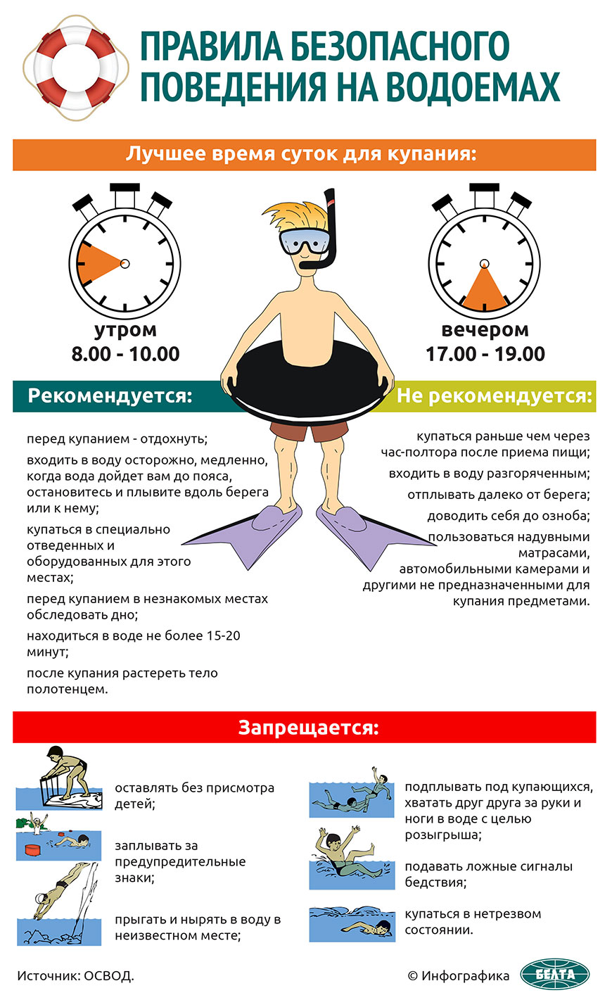 ПРАВИЛА БЕЗОПАСНОГО
ПОВЕДЕНИЯ НА ВОДОЕМАХ
Лучшее время суток для купания:
утром
8.00 - 10.00
вечером
17.00 - 19.00
Рекомендуется:
перед купанием - отдохнуть;
входить в воду осторожно, медленно,
когда вода дойдет вам до пояса,
остановитесь и плывите вдоль берега
или к нему;
купаться в специально
отведенных и
оборудованных для этого
местах;
перед купанием в незнакомых местах
обследовать дно;
находиться в воде не более 15-20
минут;
после купания растереть тело
полотенцем.
Не рекомендуется:
купаться раньше чем через
час-полтора после приема пищи;
входить в воду разгоряченным;
отплывать далеко от берега;
доводить себя до озноба;
пользоваться надувными
матрасами,
автомобильными камерами и
другими не предназначенными для
купания предметами.
Запрещается:
оставлять без присмотра
детей;
заплывать за
предупредительные
знаки;
прыгать и нырять в воду в
неизвестном месте;
подплывать под купающихся,
хватать друг друга за руки и
ноги в воде с целью
розыгрыша;
подавать ложные сигналы
бедствия;
купаться в нетрезвом
состоянии.
Источник: ОСВОД.
© Инфографика
БЕЛТА